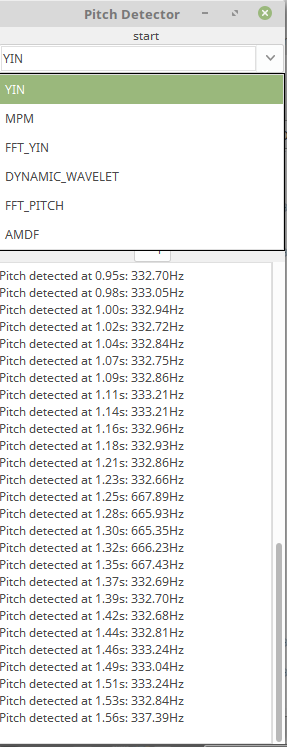 Pitch Detector
start
YIN
YIN
MPM
FFT_YIN
DYNAMIC_WAVELET
FFT_PITCH
AMDF
Pitch detected at 0.95s: 332.70Hz
Pitch detected at 0.98s: 333.05Hz
Pitch detected at 1.00s: 332.94Hz
Pitch detected at 1.02s: 332.72Hz
Pitch detected at 1.04s: 332.84Hz
Pitch detected at 1.07s: 332.75Hz
Pitch detected at 1.09s: 332.86Hz
Pitch detected at 1.11s: 333.21Hz
Pitch detected at 1.14s: 333.21Hz
Pitch detected at 1.16s: 332.96Hz
Pitch detected at 1.18s: 332.93Hz
Pitch detected at 1.21s: 332.86Hz
Pitch detected at 1.23s: 332.66Hz
Pitch detected at 1.25s: 667.89Hz
Pitch detected at 1.28s: 665.93Hz
Pitch detected at 1.30s: 665.35Hz
Pitch detected at 1.32s: 666.23Hz
Pitch detected at 1.35s: 667.43Hz
Pitch detected at 1.37s: 332.69Hz
Pitch detected at 1.39s: 332.70Hz
Pitch detected at 1.42s: 332.68Hz
Pitch detected at 1.44s: 332.81Hz
Pitch detected at 1.46s: 333.24Hz
Pitch detected at 1.49s: 333.04Hz
Pitch detected at 1.51s: 333.24Hz
Pitch detected at 1.53s: 332.84Hz
Pitch detected at 1.56s: 337.39Hz